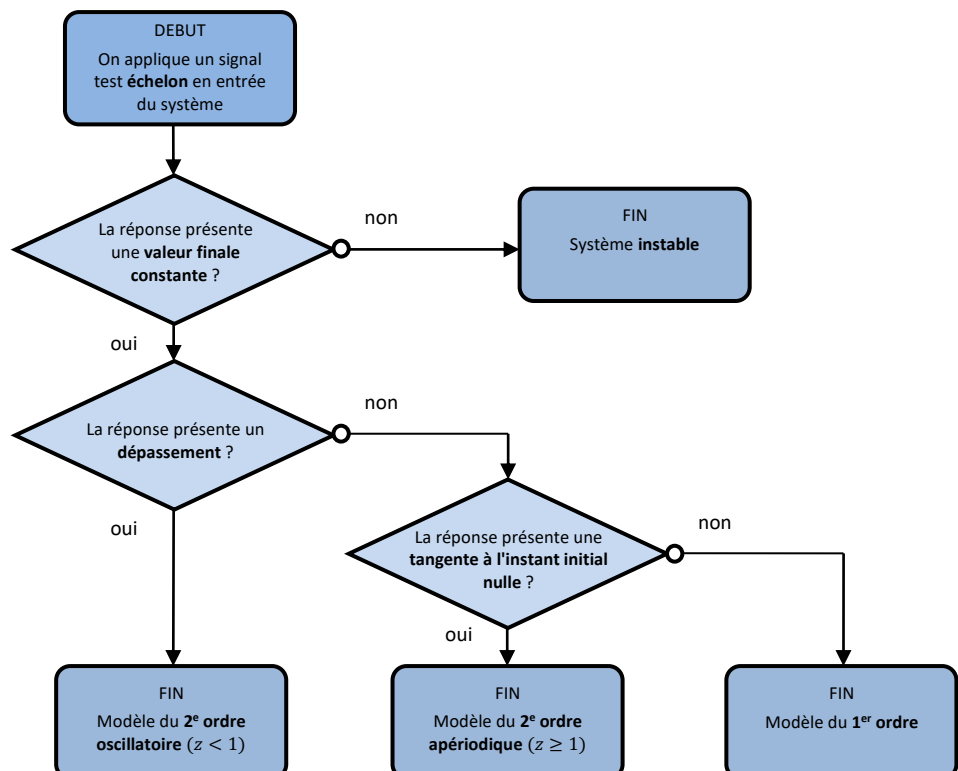 DEBUT
On applique un signal
test échelon en entrée
du système
La réponse présente
une valeur finale
constante ?
non
FIN
Système instable
oui
La réponse présente un
dépassement ?
non
oui
La réponse présente une
tangente à l'instant initial
nulle ?
non
oui
FIN
Modèle du 2e ordre
oscillatoire (z < 1)
FIN
Modèle du 2e ordre
apériodique (z ≥ 1)
FIN
Modèle du 1er ordre